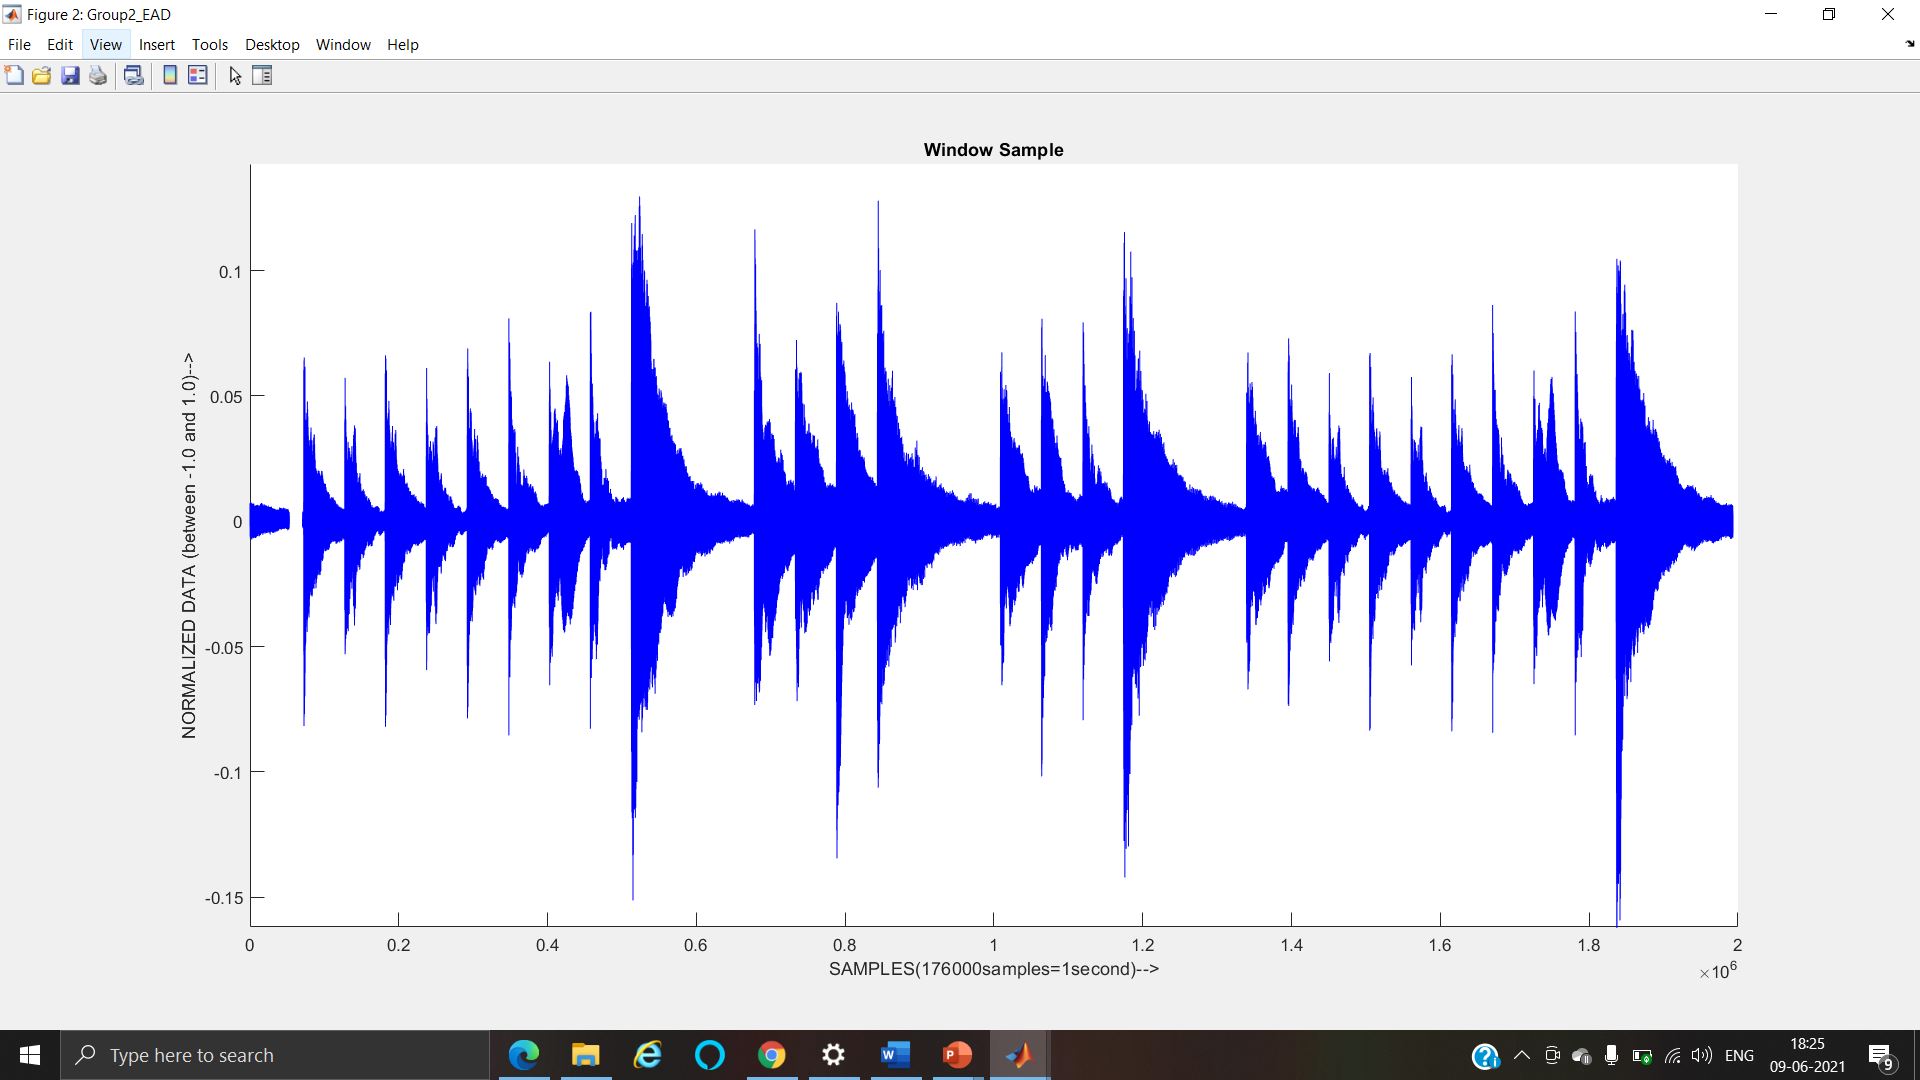 Figure 2: Group2_EAD
File Edit View Insert Tools Desktop Window Help
Window Sample
NORMALIZED DATA (between -1.0 and 1.0)-->
0.1
0.05
0
-0.05
-0.1
-0.15
0 0.2 0.4 0.6 0.8 1 1.2 1.4 1.6 1.8 2
×10⁶
SAMPLES(176000samples=1second)-->
Type here to search
W
P
ENG
18:25
09-06-2021
9